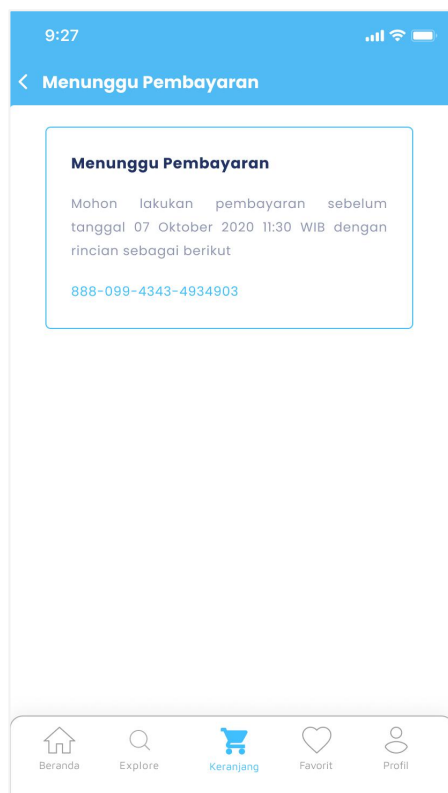 9:27
Menunggu Pembayaran
Menunggu Pembayaran
Mohon lakukan pembayaran sebelum
tanggal 07 Oktober 2020 11:30 WIB dengan
rincian sebagai berikut
888-099-4343-4934903
Beranda Explore Keranjang Favorit Profil